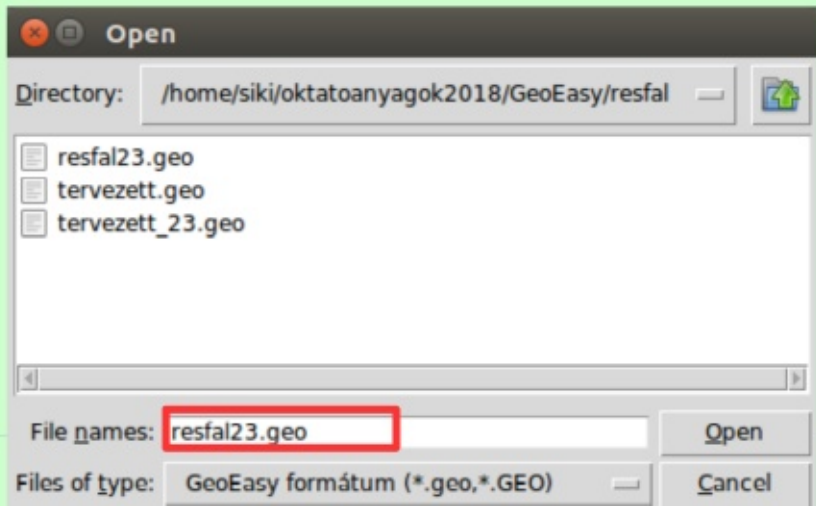 Open
Directory: /home/siki/oktatoanyagok2018/GeoEasy/resfal
resfal23.geo
tervezett.geo
tervezett_23.geo
File names: resfal23.geo Open
Files of type: GeoEasy formátum (*.geo,*.GEO) Cancel